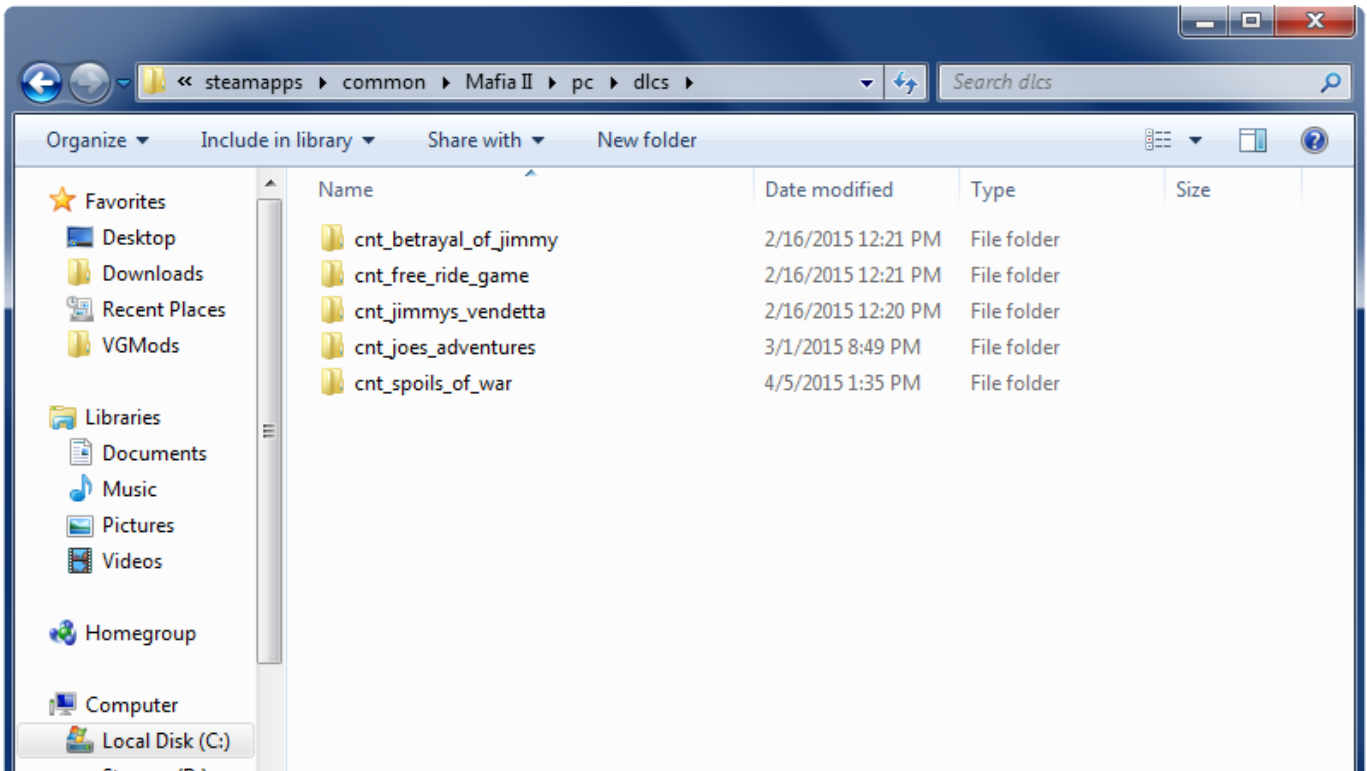 « steamapps ▸ common ▸ Mafia II ▸ pc ▸ dlcs ▸
Search dlcs
Organize ▾ Include in library ▾ Share with ▾ New folder
Name Date modified Type Size
Favorites
Desktop
Downloads
Recent Places
VGMods
Libraries
Documents
Music
Pictures
Videos
Homegroup
Computer
Local Disk (C:)
cnt_betrayal_of_jimmy 2/16/2015 12:21 PM File folder
cnt_free_ride_game 2/16/2015 12:21 PM File folder
cnt_jimmys_vendetta 2/16/2015 12:20 PM File folder
cnt_joes_adventures 3/1/2015 8:49 PM File folder
cnt_spoils_of_war 4/5/2015 1:35 PM File folder